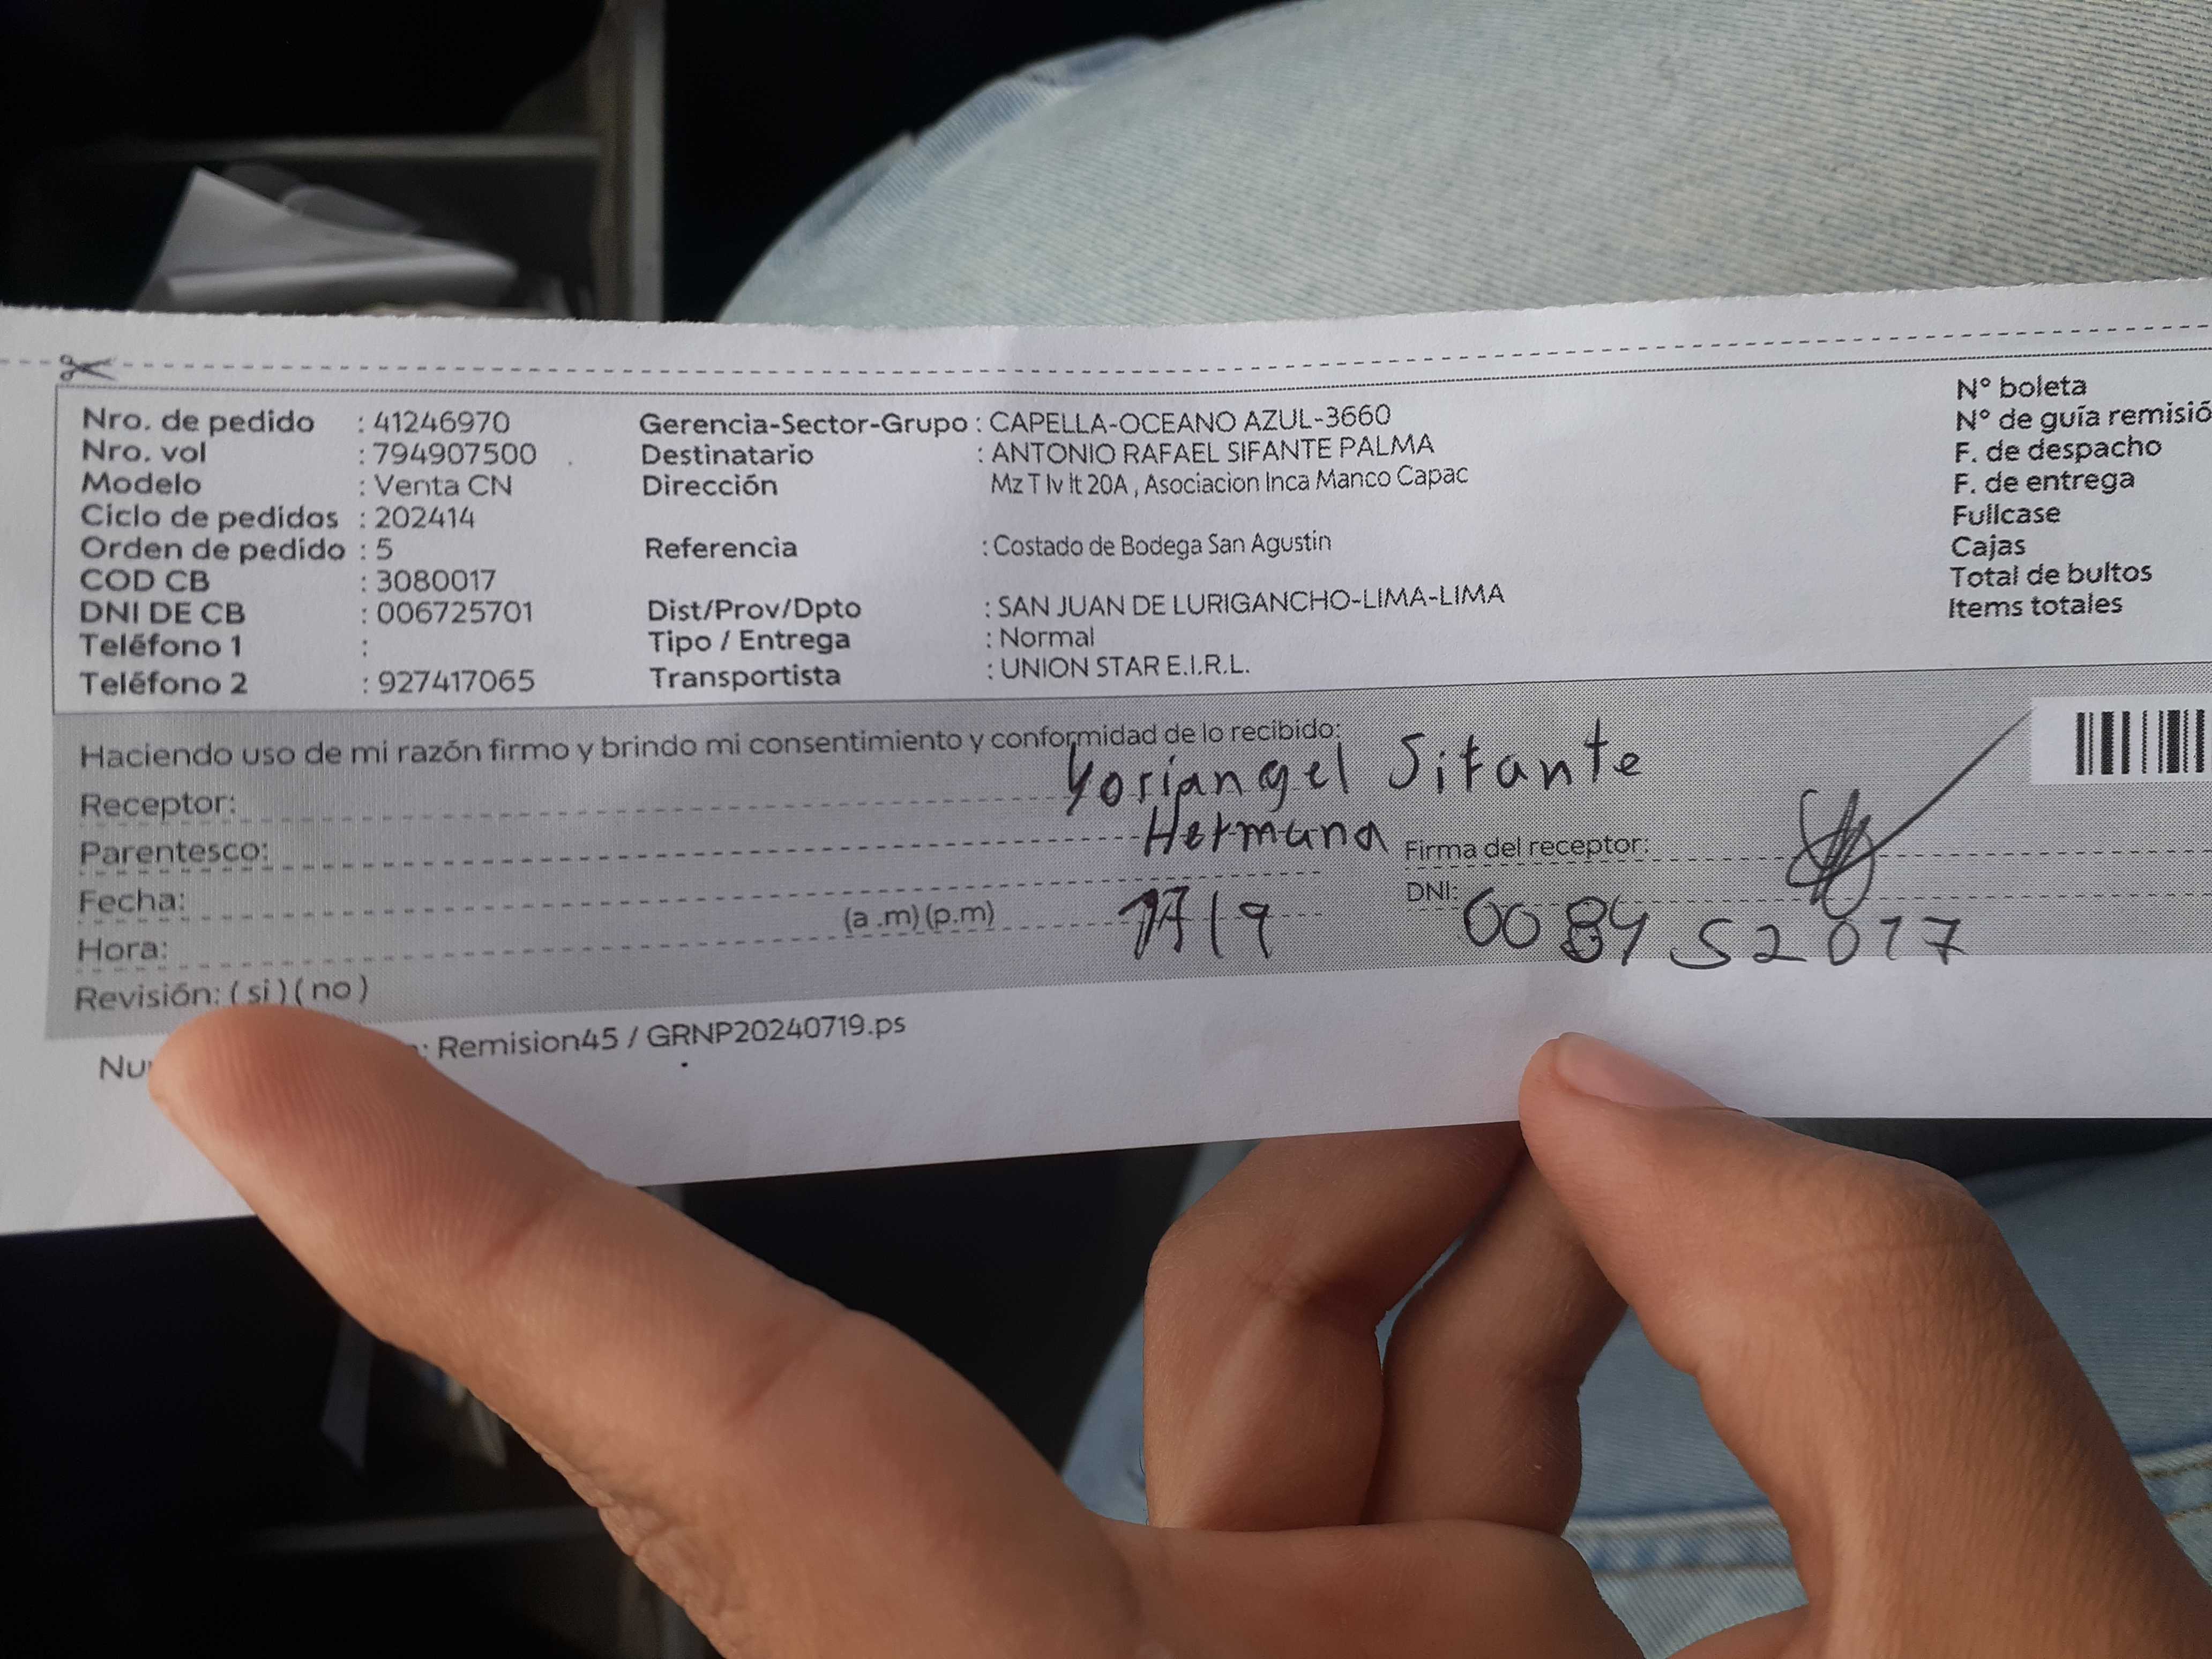 Nro. de pedido : 41246970 Gerencia-Sector-Grupo : CAPELLA-OCEANO AZUL-3660 N° boleta
Nro. vol : 794907500 Destinatario : ANTONIO RAFAEL SIFANTE PALMA N° de guía remisió
Modelo : Venta CN Dirección Mz T lv lt 20A , Asociacion Inca Manco Capac F. de despacho
Ciclo de pedidos : 202414 F. de entrega
Orden de pedido : 5 Referencia : Costado de Bodega San Agustin Fullcase
COD CB : 3080017 Cajas
DNI DE CB : 006725701 Dist/Prov/Dpto : SAN JUAN DE LURIGANCHO-LIMA-LIMA Total de bultos
Teléfono 1 : Tipo / Entrega : Normal Items totales
Teléfono 2 : 927417065 Transportista : UNION STAR E.I.R.L.
Haciendo uso de mi razón firmo y brindo mi consentimiento y conformidad de lo recibido:
Receptor: Yoriangel Sifante
Parentesco: Hermana Firma del receptor:
Fecha: 17/9 DNI: 008452017
Hora: (a .m) (p.m)
Revisión: ( si ) ( no )
: Remision45 / GRNP20240719.ps